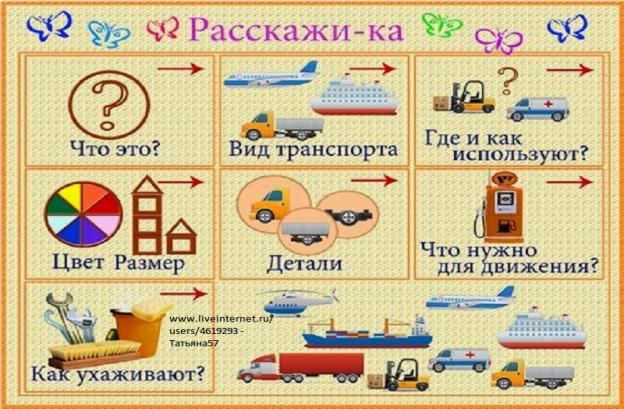 Расскажи-ка
Что это?
Вид транспорта
Где и как
используют?
Цвет Размер
Детали
Что нужно
для движения?
Как ухаживают?
www.liveinternet.ru/
users/4619293 -
Татьяна57